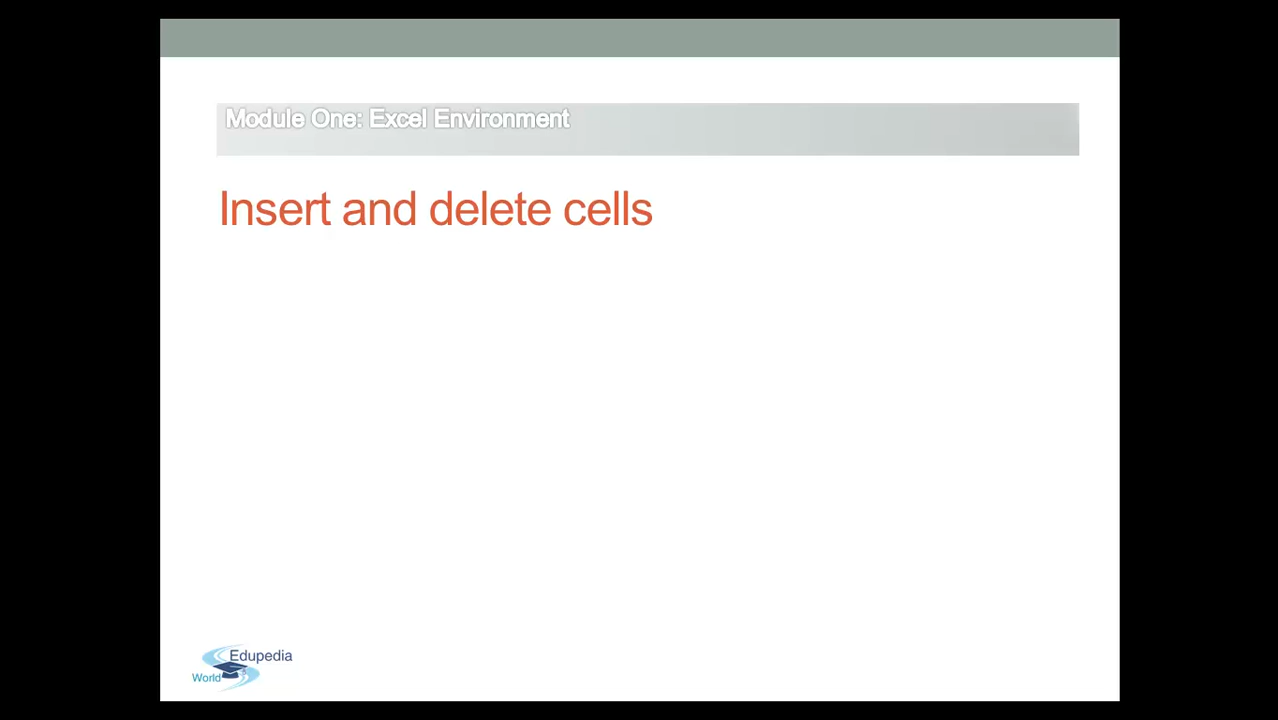 Module One: Excel Environment
Insert and delete cells
Edupedia
World